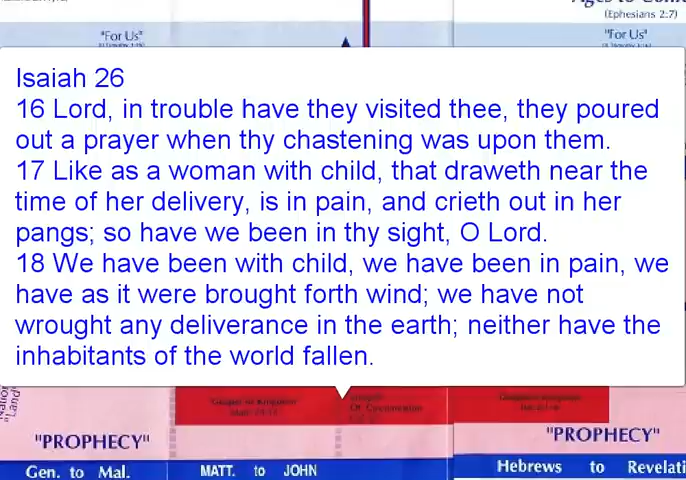 (Ephesians 2:7)
"For Us"
"For Us"
Isaiah 26
16 Lord, in trouble have they visited thee, they poured
out a prayer when thy chastening was upon them.
17 Like as a woman with child, that draweth near the
time of her delivery, is in pain, and crieth out in her
pangs; so have we been in thy sight, O Lord.
18 We have been with child, we have been in pain, we
have as it were brought forth wind; we have not
wrought any deliverance in the earth; neither have the
inhabitants of the world fallen.
"PROPHECY"
"PROPHECY"
Gen. to Mal.
MATT. to JOHN
Hebrews to Revelati